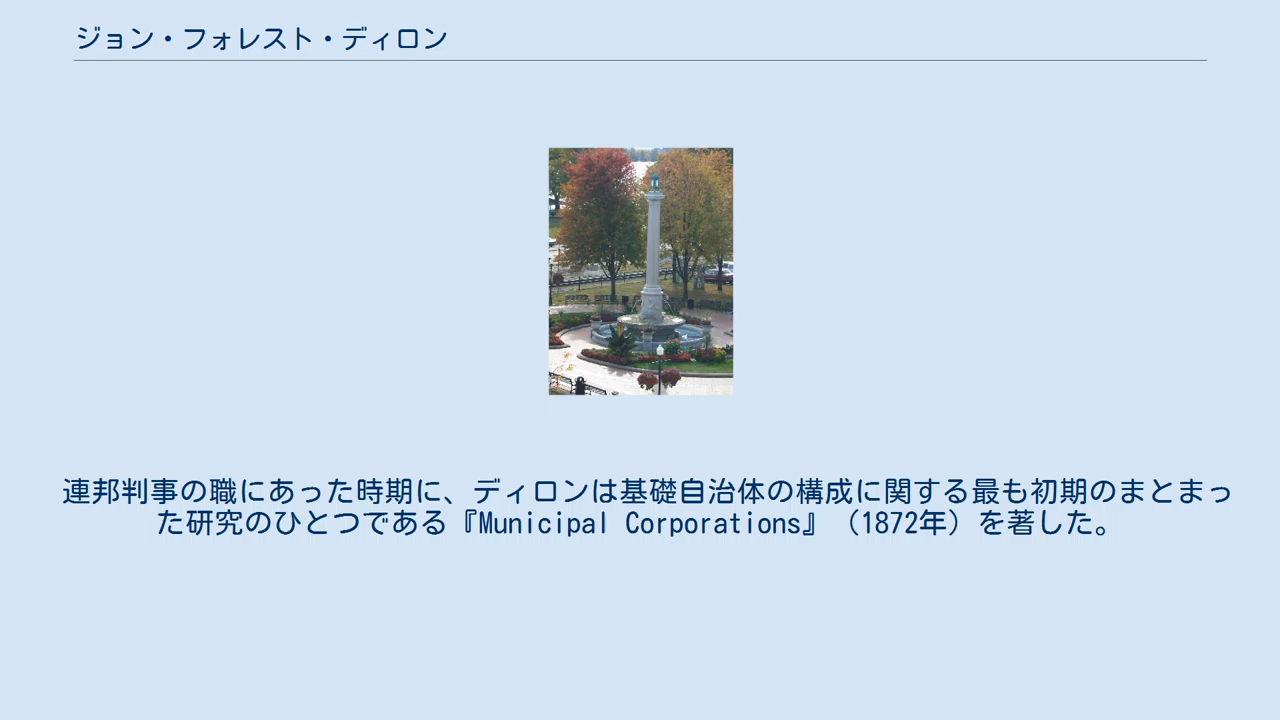 ジョン・フォレスト・ディロン
連邦判事の職にあった時期に、ディロンは基礎自治体の構成に関する最も初期のまとまっ
た研究のひとつである『Municipal Corporations』（1872年）を著した。